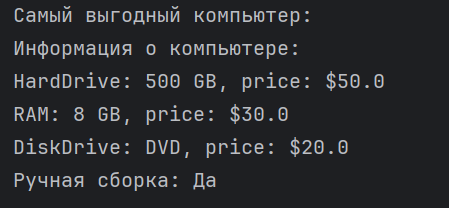 Самый выгодный компьютер:
Информация о компьютере:
HardDrive: 500 GB, price: $50.0
RAM: 8 GB, price: $30.0
DiskDrive: DVD, price: $20.0
Ручная сборка: Да